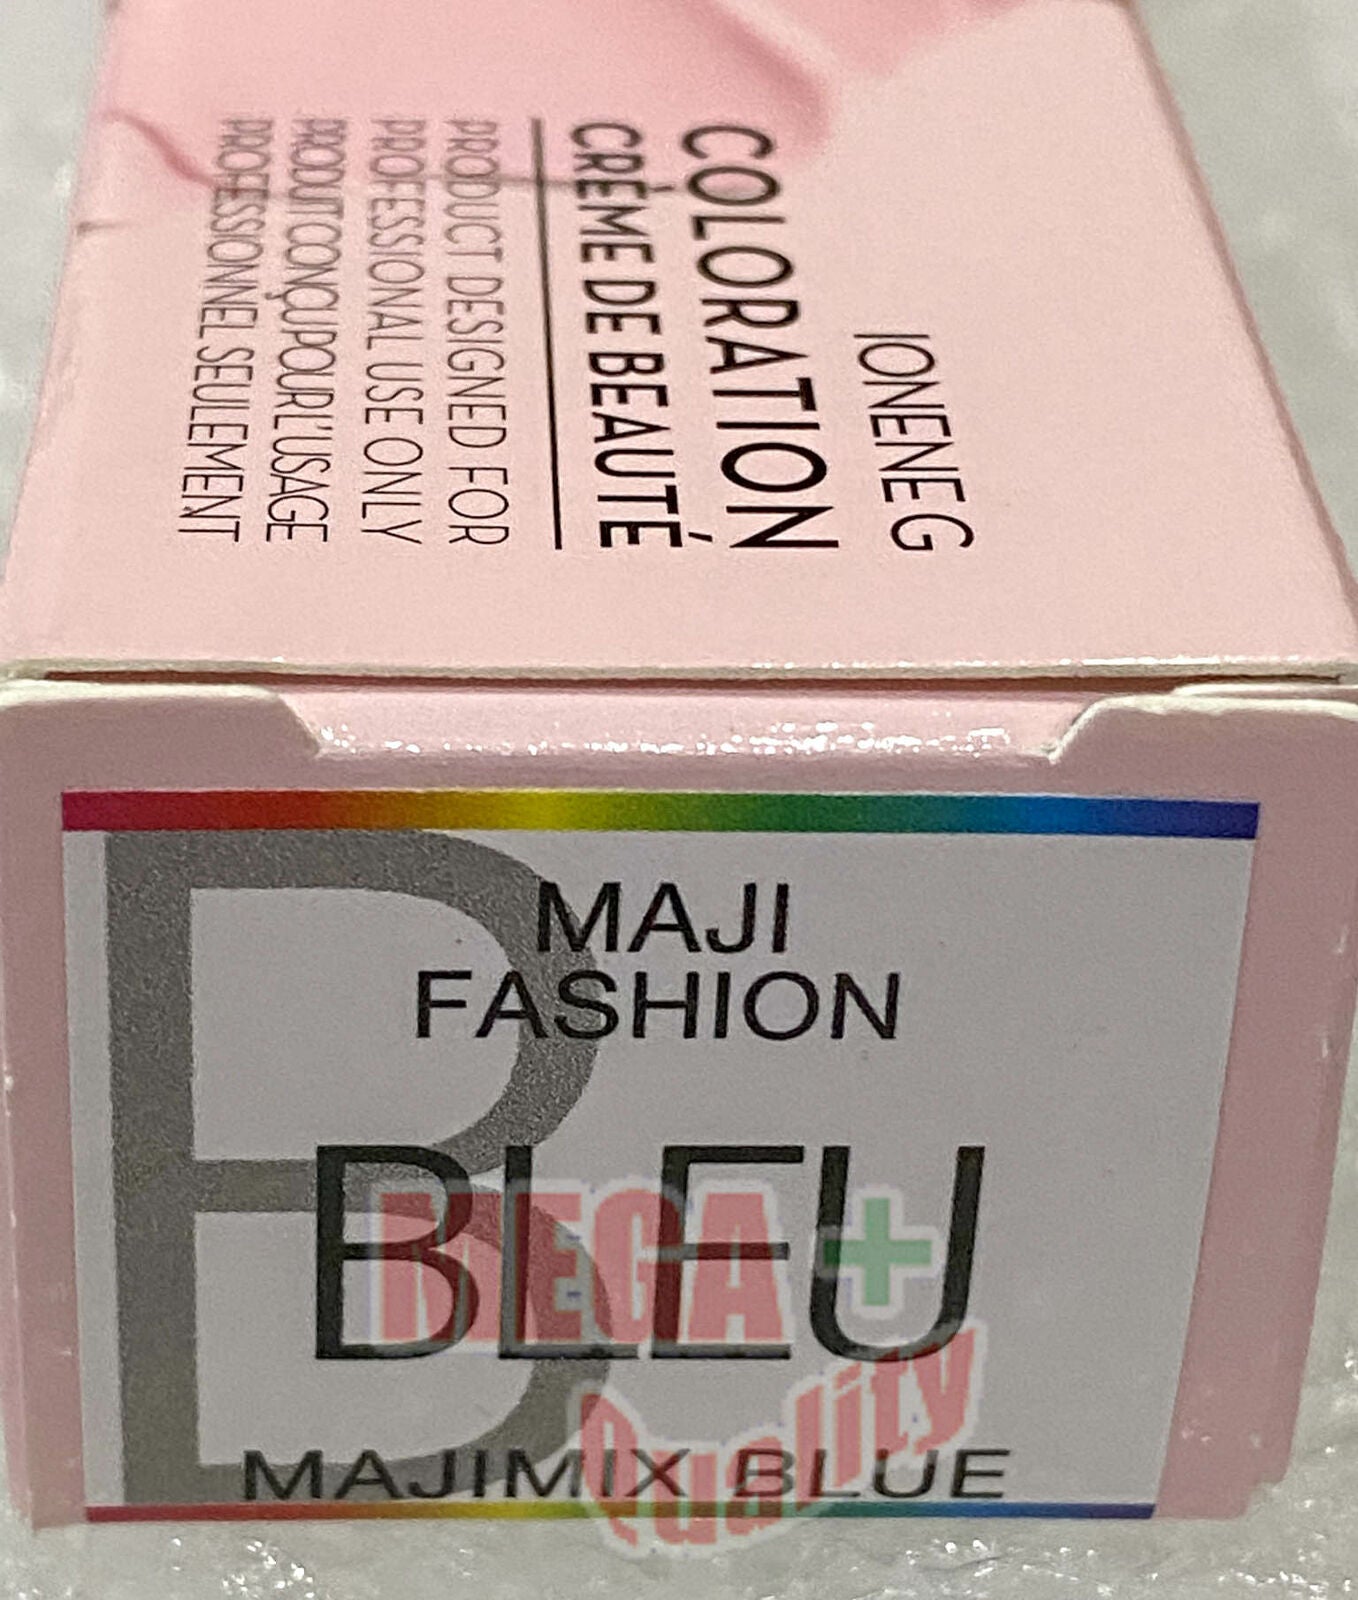 IONENE G
COLORATION
CRÈME DE BEAUTÉ
PRODUCT DESIGNED FOR
PROFESSIONAL USE ONLY
PRODUIT CONÇU POUR L'USAGE
PROFESSIONNEL SEULEMENT
B
MAJI
FASHION
BLEU
MAJIMIX BLUE
MEGA+
Quality